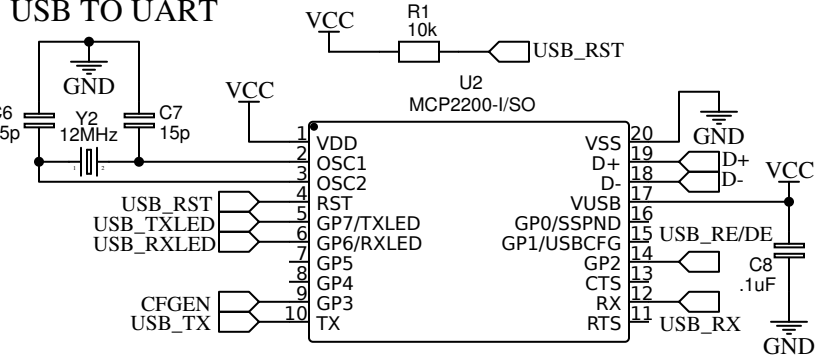 USB TO UART
VCC
R1
10k
USB_RST
GND
C7
15p
Y2
12MHz
1
2
VCC
U2
MCP2200-I/SO
1 VDD
2 OSC1
3 OSC2
4 RST
5 GP7/TXLED
6 GP6/RXLED
7 GP5
8 GP4
9 GP3
10 TX
USB_RST
USB_TXLED
USB_RXLED
CFGEN
USB_TX
VSS 20
D+ 19
D- 18
VUSB 17
GP0/SSPND 16
GP1/USBCFG 15
GP2 14
CTS 13
RX 12
RTS 11
GND
D+
D-
VCC
USB_RE/DE
USB_RX
C8
.1uF
GND